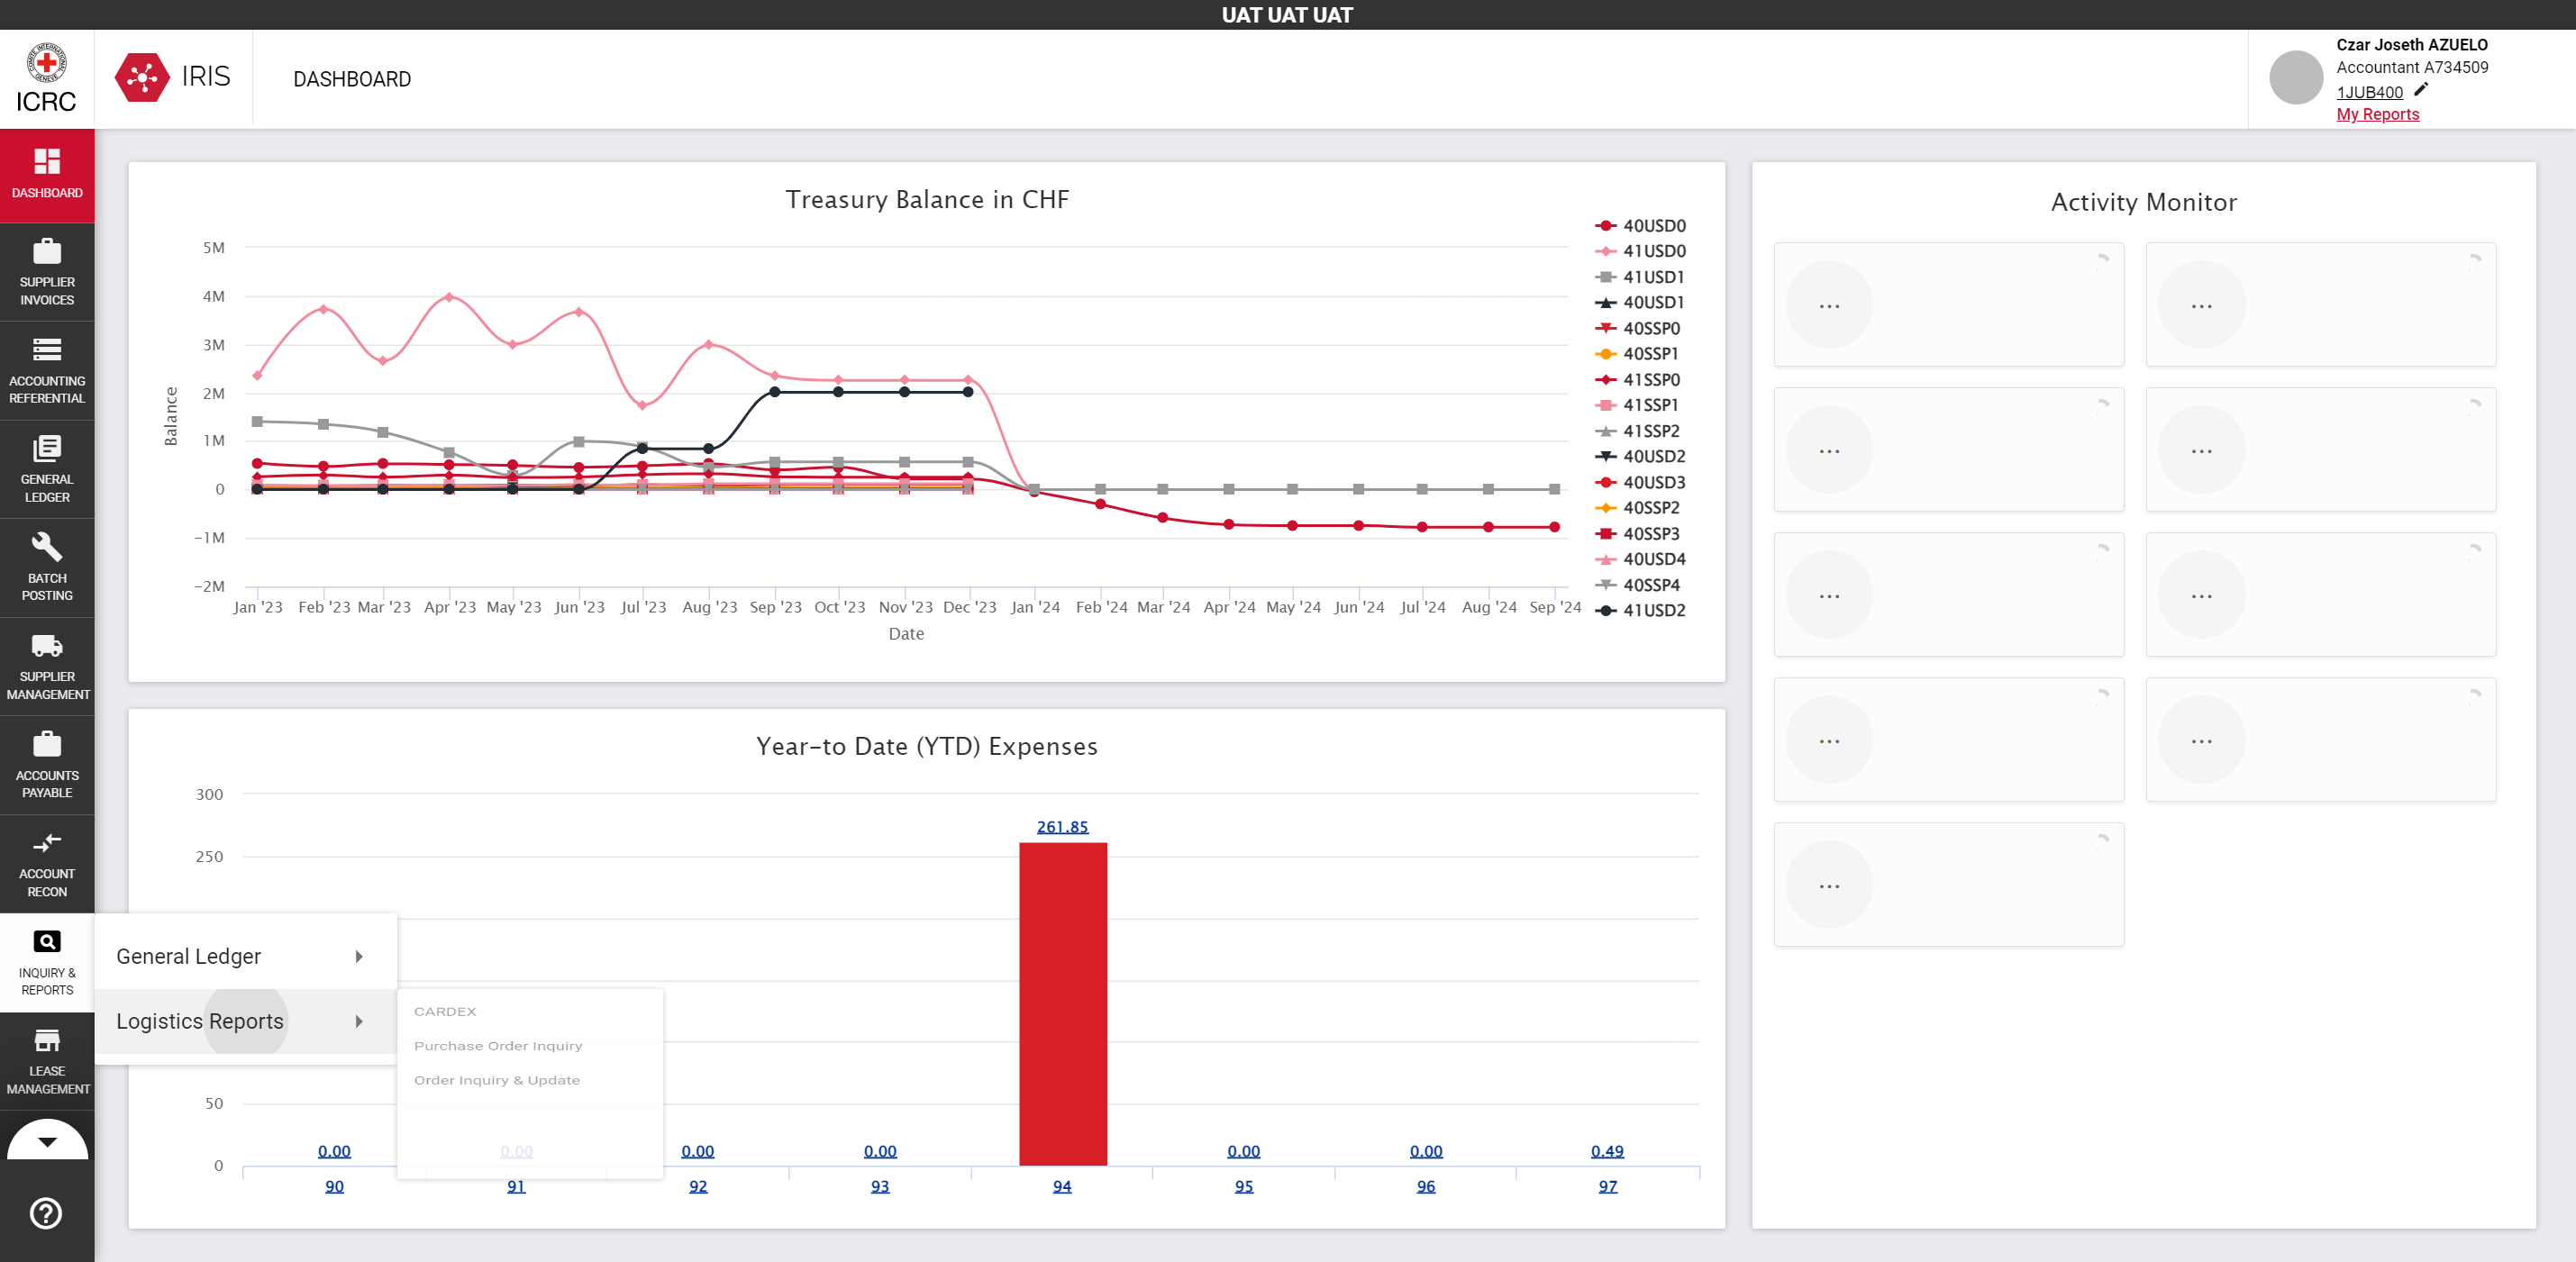 UAT UAT UAT
ICRC
IRIS
DASHBOARD
Czar Joseth AZUELO
Accountant A734509
1JUB400
My Reports
DASHBOARD
SUPPLIER
INVOICES
ACCOUNTING
REFERENTIAL
GENERAL
LEDGER
BATCH
POSTING
SUPPLIER
MANAGEMENT
ACCOUNTS
PAYABLE
ACCOUNT
RECON
INQUIRY &
REPORTS
LEASE
MANAGEMENT
General Ledger
Logistics Reports
CARDEX
Purchase Order Inquiry
Order Inquiry & Update
Treasury Balance in CHF
Balance
5M
4M
3M
2M
1M
0
-1M
-2M
Jan '23 Feb '23 Mar '23 Apr '23 May '23 Jun '23 Jul '23 Aug '23 Sep '23 Oct '23 Nov '23 Dec '23 Jan '24 Feb '24 Mar '24 Apr '24 May '24 Jun '24 Jul '24 Aug '24 Sep '24
Date
40USD0
41USD0
41USD1
40USD1
40SSP0
40SSP1
41SSP0
41SSP1
41SSP2
40USD2
40USD3
40SSP2
40SSP3
40USD4
40SSP4
41USD2
Year-to Date (YTD) Expenses
300
250
50
0
0.00 0.00 0.00 0.00 261.85 0.00 0.00 0.49
90 91 92 93 94 95 96 97
Activity Monitor
... ...
... ...
... ...
... ...
...